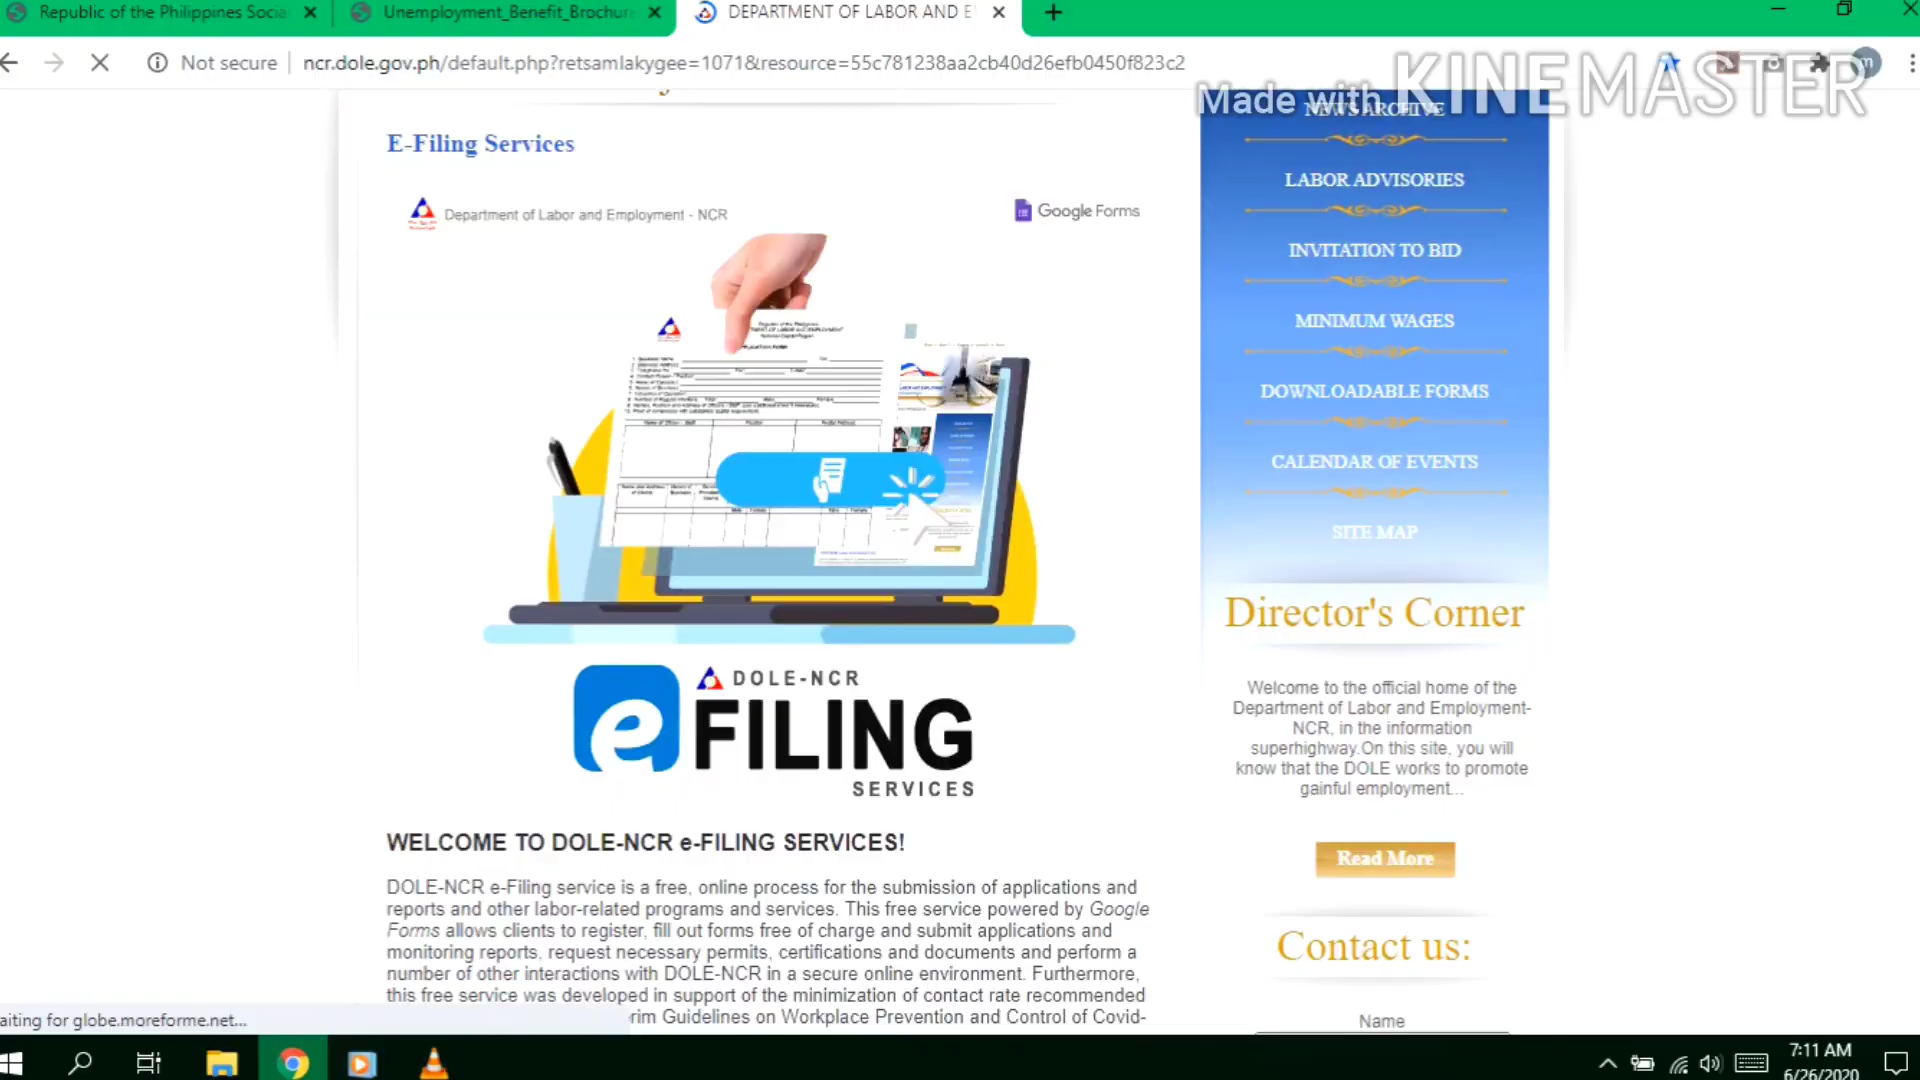 Republic of the Philippines Socia
Unemployment_Benefit_Brochur
DEPARTMENT OF LABOR AND E
Not secure
ncr.dole.gov.ph/default.php?retsamlakygee=1071&resource=55c781238aa2cb40d26efb0450f823c2
Made with KINEMASTER
E-Filing Services
Department of Labor and Employment - NCR
Google Forms
DOLE-NCR
e FILING
SERVICES
WELCOME TO DOLE-NCR e-FILING SERVICES!
DOLE-NCR e-Filing service is a free, online process for the submission of applications and
reports and other labor-related programs and services. This free service powered by Google
Forms allows clients to register, fill out forms free of charge and submit applications and
monitoring reports, request necessary permits, certifications and documents and perform a
number of other interactions with DOLE-NCR in a secure online environment. Furthermore,
this free service was developed in support of the minimization of contact rate recommended
rim Guidelines on Workplace Prevention and Control of Covid-
NEWS ARCHIVE
LABOR ADVISORIES
INVITATION TO BID
MINIMUM WAGES
DOWNLOADABLE FORMS
CALENDAR OF EVENTS
SITE MAP
Director's Corner
Welcome to the official home of the
Department of Labor and Employment-
NCR, in the information
superhighway.On this site, you will
know that the DOLE works to promote
gainful employment...
Read More
Contact us:
Name
aiting for globe.moreforme.net...
7:11 AM
6/26/2020